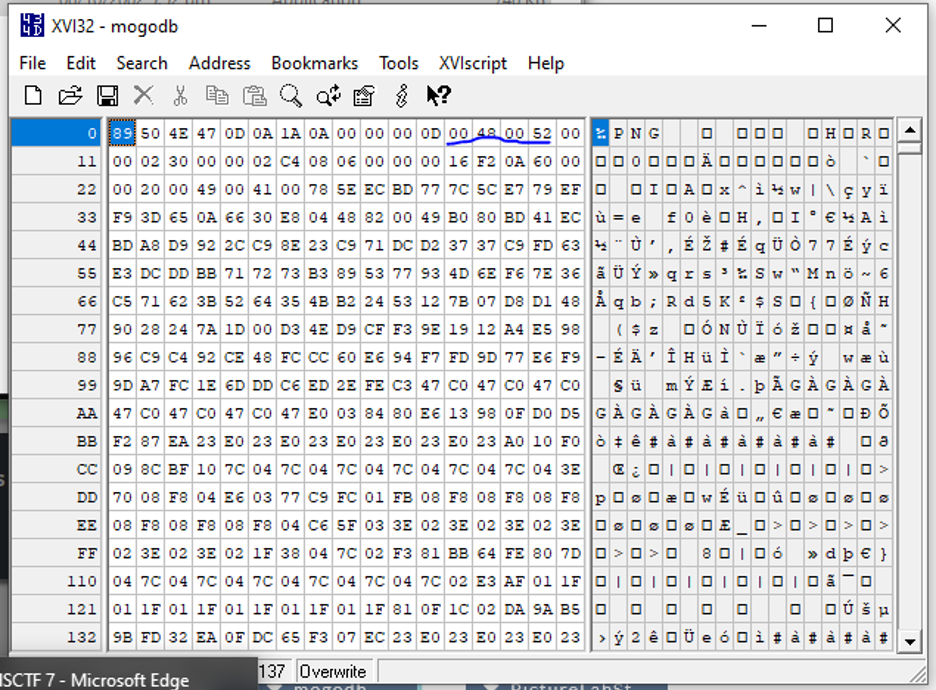 XVI32 - mogodb
File Edit Search Address Bookmarks Tools XVIscript Help
0 89 50 4E 47 0D 0A 1A 0A 00 00 00 0D 00 48 00 52 00 ‰ P N G □ □ □ □ □ H □ R □
11 00 02 30 00 00 02 C4 08 06 00 00 00 16 F2 0A 60 00 □ □ 0 □ □ □ Ä □ □ □ □ □ □ ò ` □
22 00 20 00 49 00 41 00 78 5E EC BD 77 7C 5C E7 79 EF □ □ I □ A □ x ^ ì ½ w | \ ç y ï
33 F9 3D 65 0A 66 30 E8 04 48 82 00 49 B0 80 BD 41 EC ù = e f 0 è □ H ‚ □ I ° € ½ A ì
44 BD A8 D9 92 2C C9 8E 23 C9 71 DC D2 37 37 C9 FD 63 ½ ¨ Ù ’ , É Ž # É q Ü Ò 7 7 É ý c
55 E3 DC DD BB 71 72 73 B3 89 53 77 93 4D 6E F6 7E 36 ã Ü Ý » q r s ³ ‰ S w “ M n ö ~ 6
66 C5 71 62 3B 52 64 35 4B B2 24 53 12 7B 07 D8 D1 48 Å q b ; R d 5 K ² $ S □ { □ Ø Ñ H
77 90 28 24 7A 1D 00 D3 4E D9 CF F3 9E 19 12 A4 E5 98 ( $ z □ Ó N Ù Ï ó ž □ □ ¤ å ˜
88 96 C9 C4 92 CE 48 FC CC 60 E6 94 F7 FD 9D 77 E6 F9 – É Ä ’ Î H ü Ì ` æ ” ÷ ý w æ ù
99 9D A7 FC 1E 6D DD C6 ED 2E FE C3 47 C0 47 C0 47 C0 § ü m Ý Æ í . þ Ã G À G À G À
AA 47 C0 47 C0 47 C0 47 E0 03 84 80 E6 13 98 0F D0 D5 G À G À G À G à □ „ € æ □ ˜ □ Ð Õ
BB F2 87 EA 23 E0 23 E0 23 E0 23 E0 23 E0 23 A0 10 F0 ò ‡ ê # à # à # à # à # à # □ ð
CC 09 8C BF 10 7C 04 7C 04 7C 04 7C 04 7C 04 7C 04 3E Œ ¿ □ | □ | □ | □ | □ | □ | □ >
DD 70 08 F8 04 E6 03 77 C9 FC 01 FB 08 F8 08 F8 08 F8 p □ ø □ æ □ w É ü □ û □ ø □ ø □ ø
EE 08 F8 08 F8 08 F8 04 C6 5F 03 3E 02 3E 02 3E 02 3E □ ø □ ø □ ø □ Æ _ □ > □ > □ > □ >
FF 02 3E 02 3E 02 1F 38 04 7C 02 F3 81 BB 64 FE 80 7D □ > □ > □ 8 □ | □ ó » d þ € }
110 04 7C 04 7C 04 7C 04 7C 04 7C 04 7C 02 E3 AF 01 1F □ | □ | □ | □ | □ | □ | □ ã ¯ □
121 01 1F 01 1F 01 1F 01 1F 01 1F 81 0F 1C 02 DA 9A B5 □ □ □ □ □ □ □ Ú š µ
132 9B FD 32 EA 0F DC 65 F3 07 EC 23 E0 23 E0 23 E0 23 › ý 2 ê □ Ü e ó □ ì # à # à # à #
137 Overwrite
ISCTF 7 - Microsoft Edge